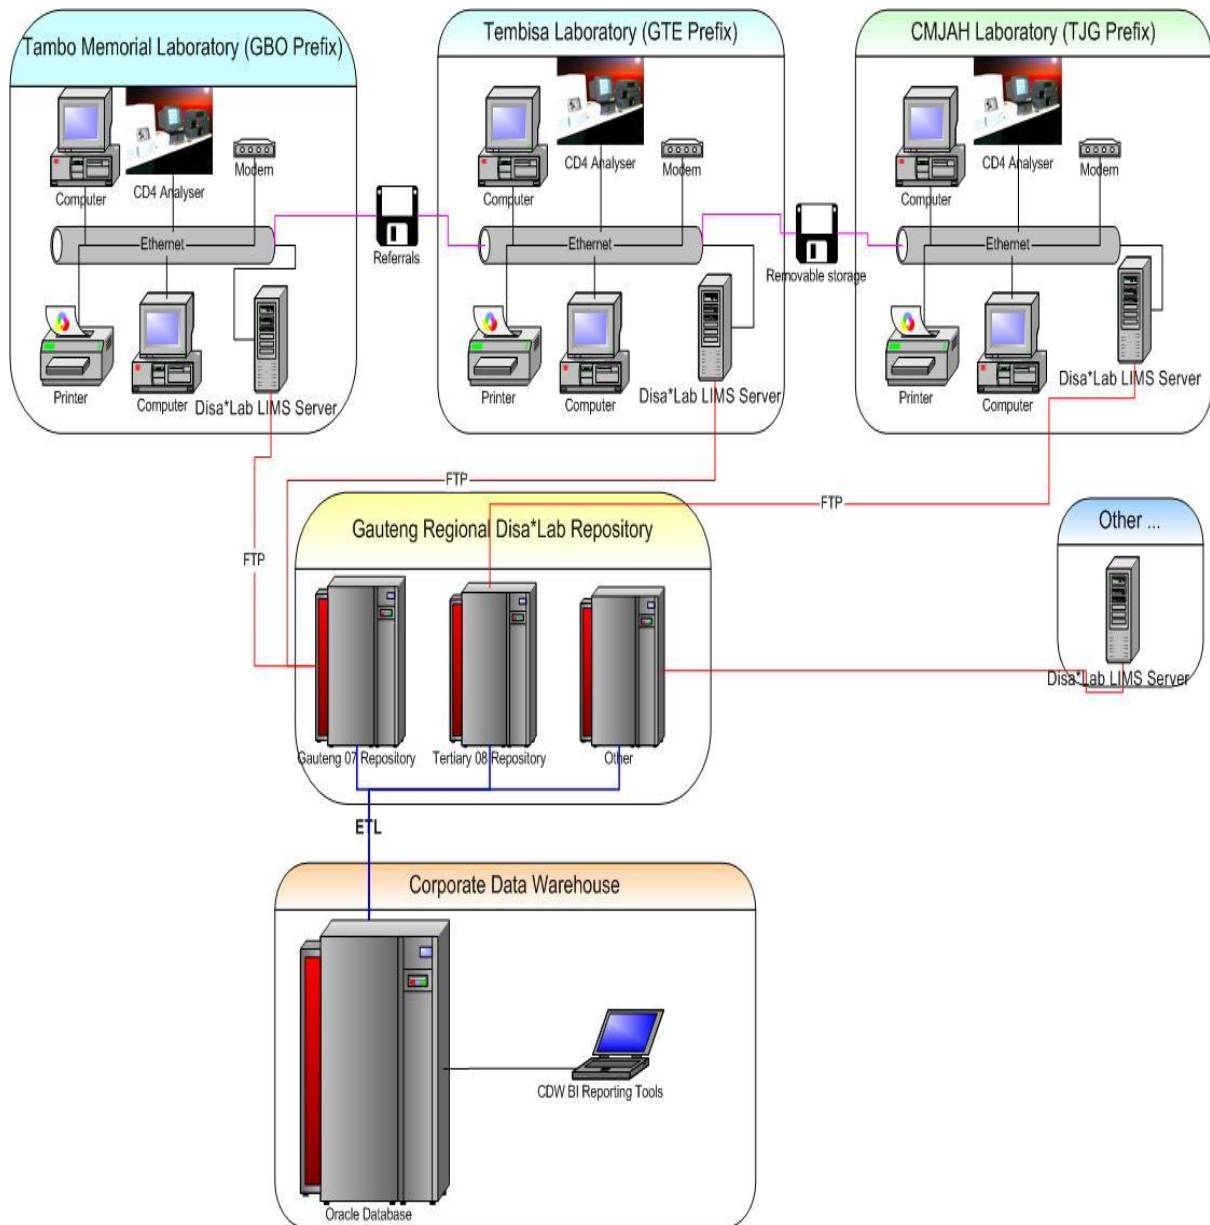 Tambo Memorial Laboratory (GBO Prefix)
Tembisa Laboratory (GTE Prefix)
CMJAH Laboratory (TJG Prefix)
Computer
CD4 Analyser
Modem
Ethernet
Printer
Computer
Disa*Lab LIMS Server
Referrals
Computer
CD4 Analyser
Modem
Ethernet
Printer
Computer
Disa*Lab LIMS Server
Removable storage
Computer
CD4 Analyser
Modem
Ethernet
Printer
Computer
Disa*Lab LIMS Server
FTP
FTP
FTP
Gauteng Regional Disa*Lab Repository
Gauteng 07 Repository
Tertiary 08 Repository
Other
Other ...
Disa*Lab LIMS Server
ETL
Corporate Data Warehouse
Oracle Database
CDW BI Reporting Tools